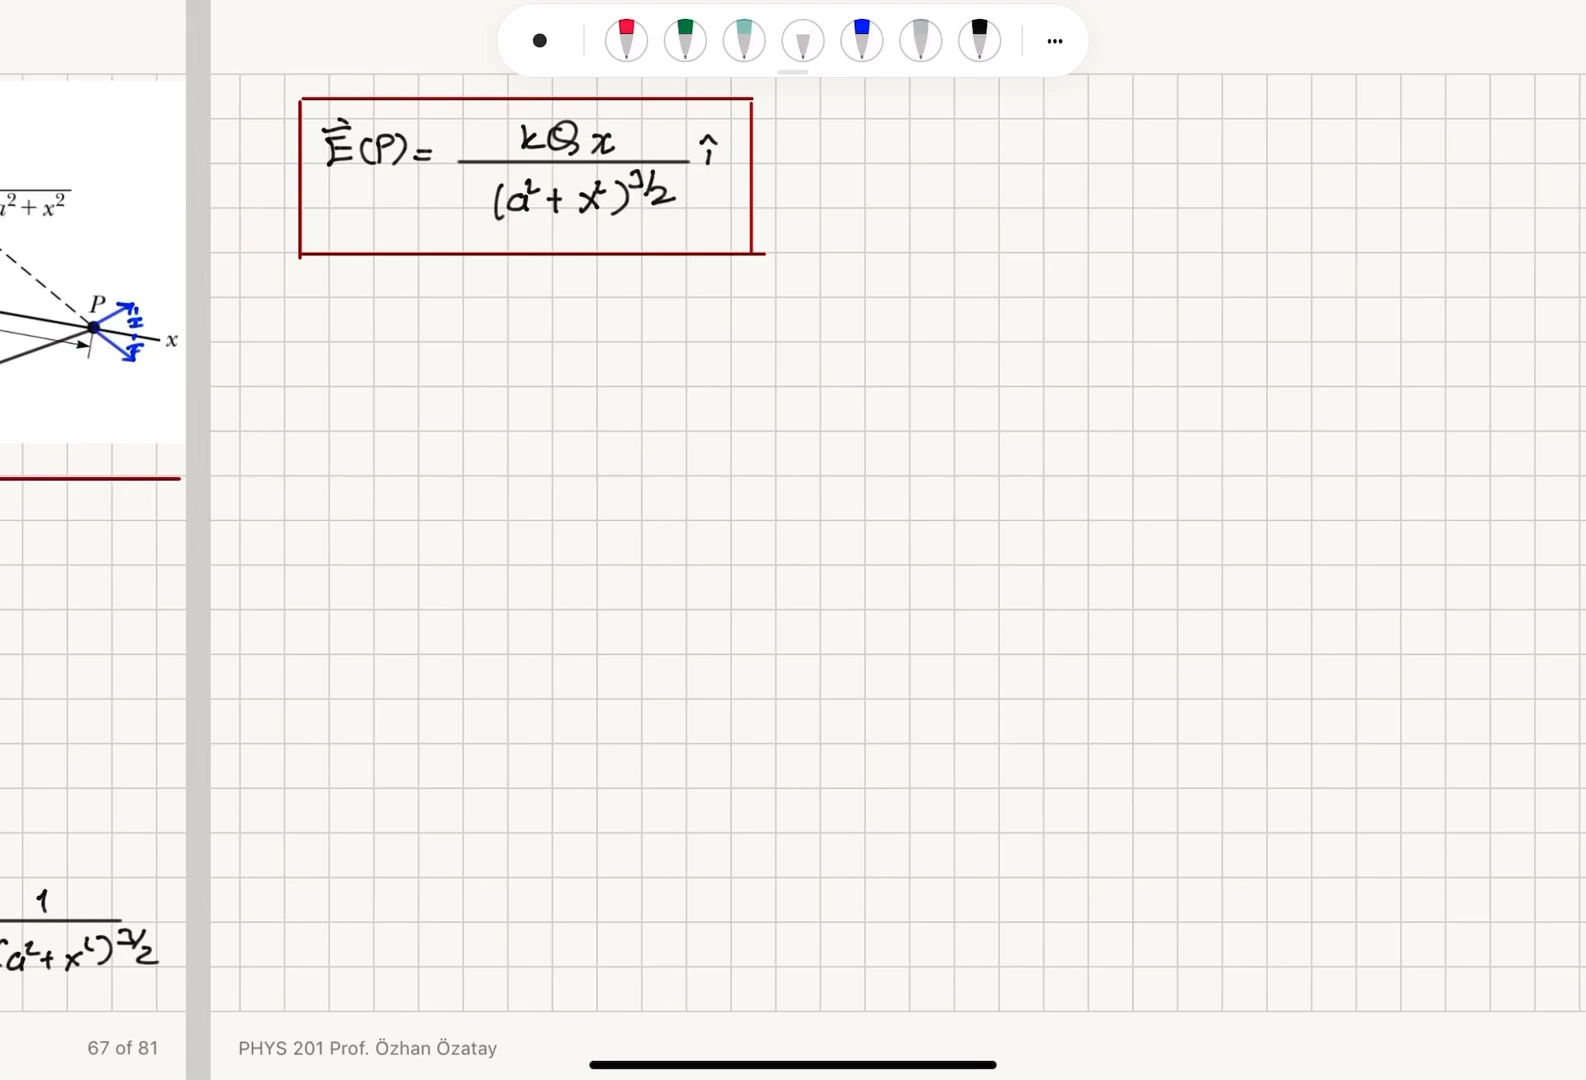 E⃗(P) = kQx / (a² + x²)^3/2 î
a² + x²
P
x
1
(a² + x²)^3/2
67 of 81
PHYS 201 Prof. Özhan Özatay